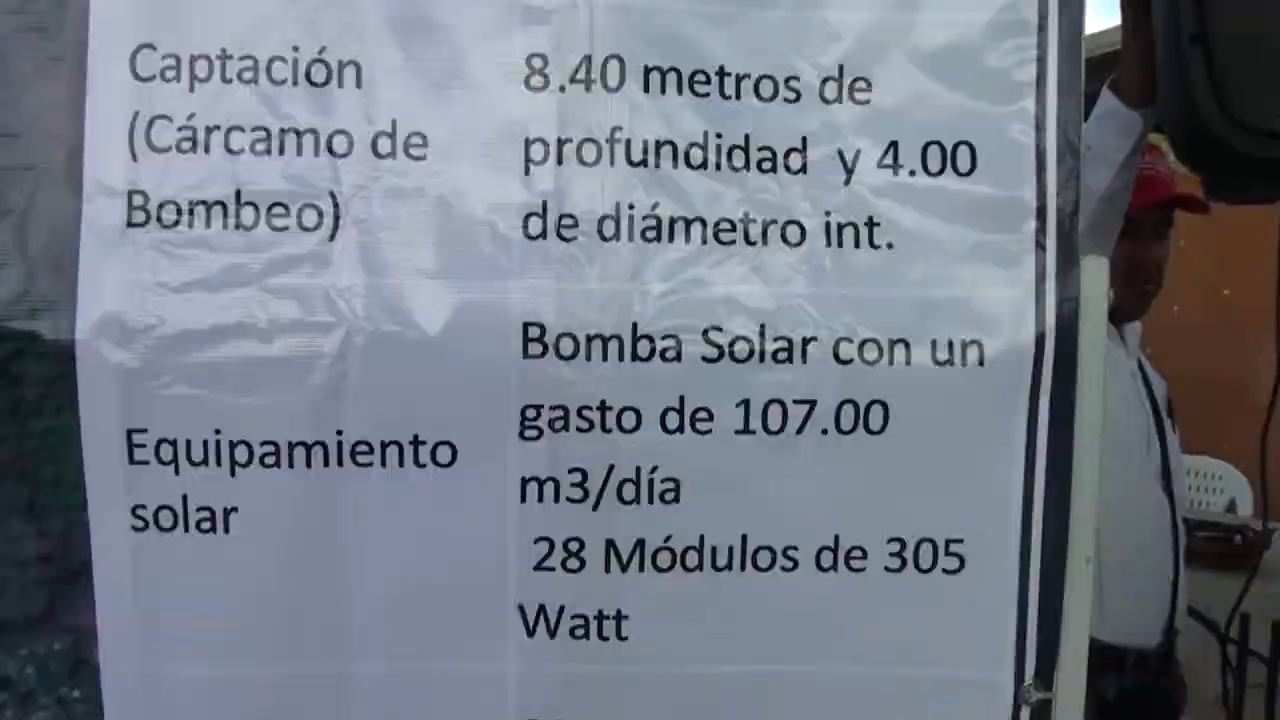 Captación
(Cárcamo de
Bombeo)
8.40 metros de
profundidad y 4.00
de diámetro int.
Equipamiento
solar
Bomba Solar con un
gasto de 107.00
m3/día
28 Módulos de 305
Watt